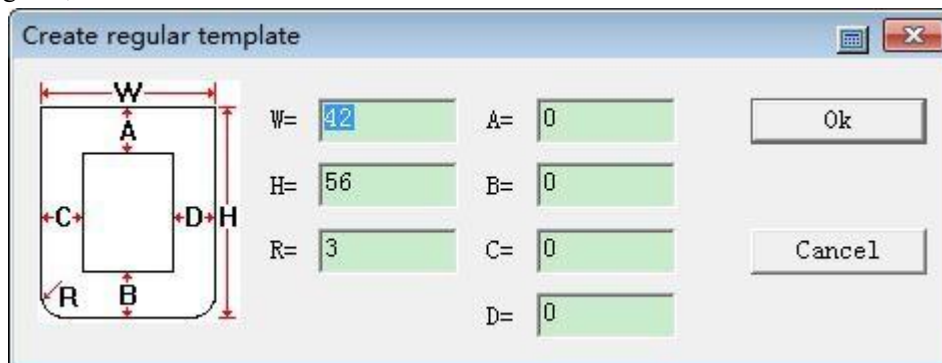 Create regular template
W
A
C
D
H
R
B
W= 42
A= 0
Ok
H= 56
B= 0
R= 3
C= 0
Cancel
D= 0